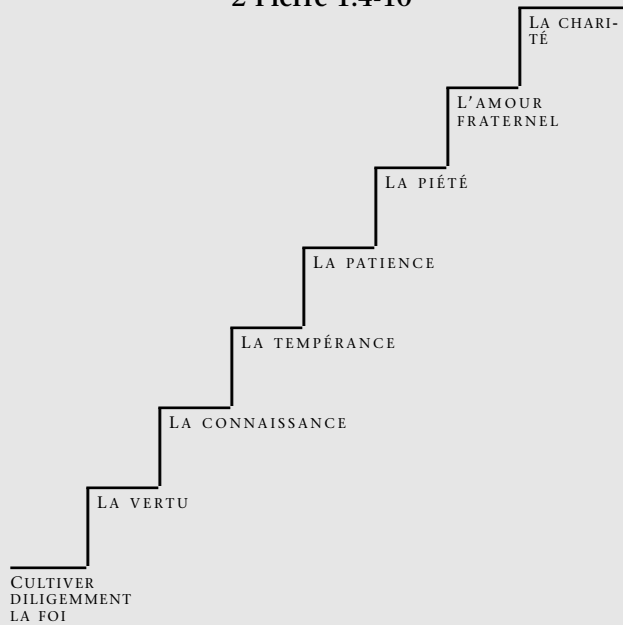 2 Pierre 1.4-10
LA CHARI-
TÉ
L'AMOUR
FRATERNEL
LA PIÉTÉ
LA PATIENCE
LA TEMPÉRANCE
LA CONNAISSANCE
LA VERTU
CULTIVER
DILIGEMMENT
LA FOI